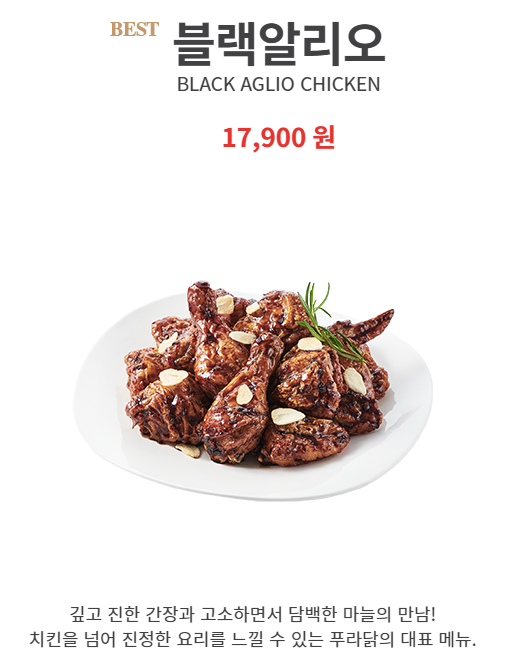 BEST 블랙알리오
BLACK AGLIO CHICKEN
17,900 원
깊고 진한 간장과 고소하면서 담백한 마늘의 만남!
치킨을 넘어 진정한 요리를 느낄 수 있는 푸라닭의 대표 메뉴.